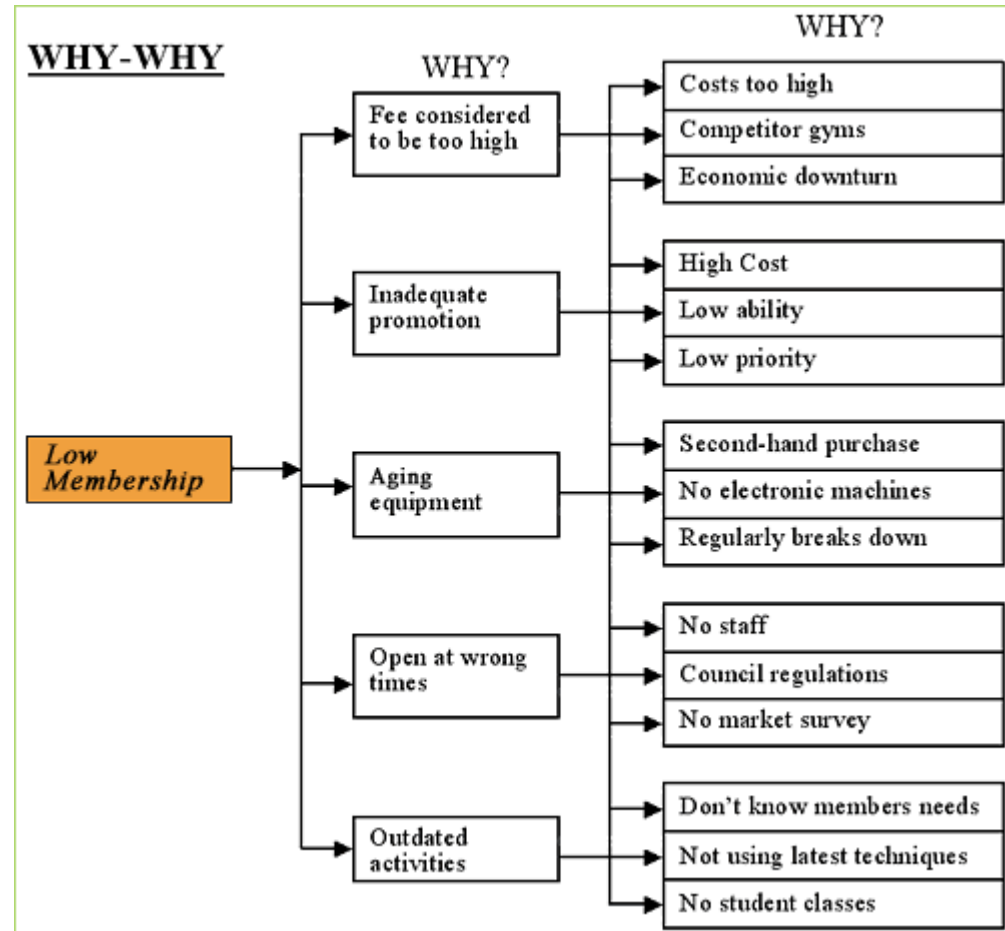 WHY-WHY
WHY?
WHY?
Low
Membership
Fee considered
to be too high
Costs too high
Competitor gyms
Economic downturn
Inadequate
promotion
High Cost
Low ability
Low priority
Aging
equipment
Second-hand purchase
No electronic machines
Regularly breaks down
Open at wrong
times
No staff
Council regulations
No market survey
Outdated
activities
Don't know members needs
Not using latest techniques
No student classes